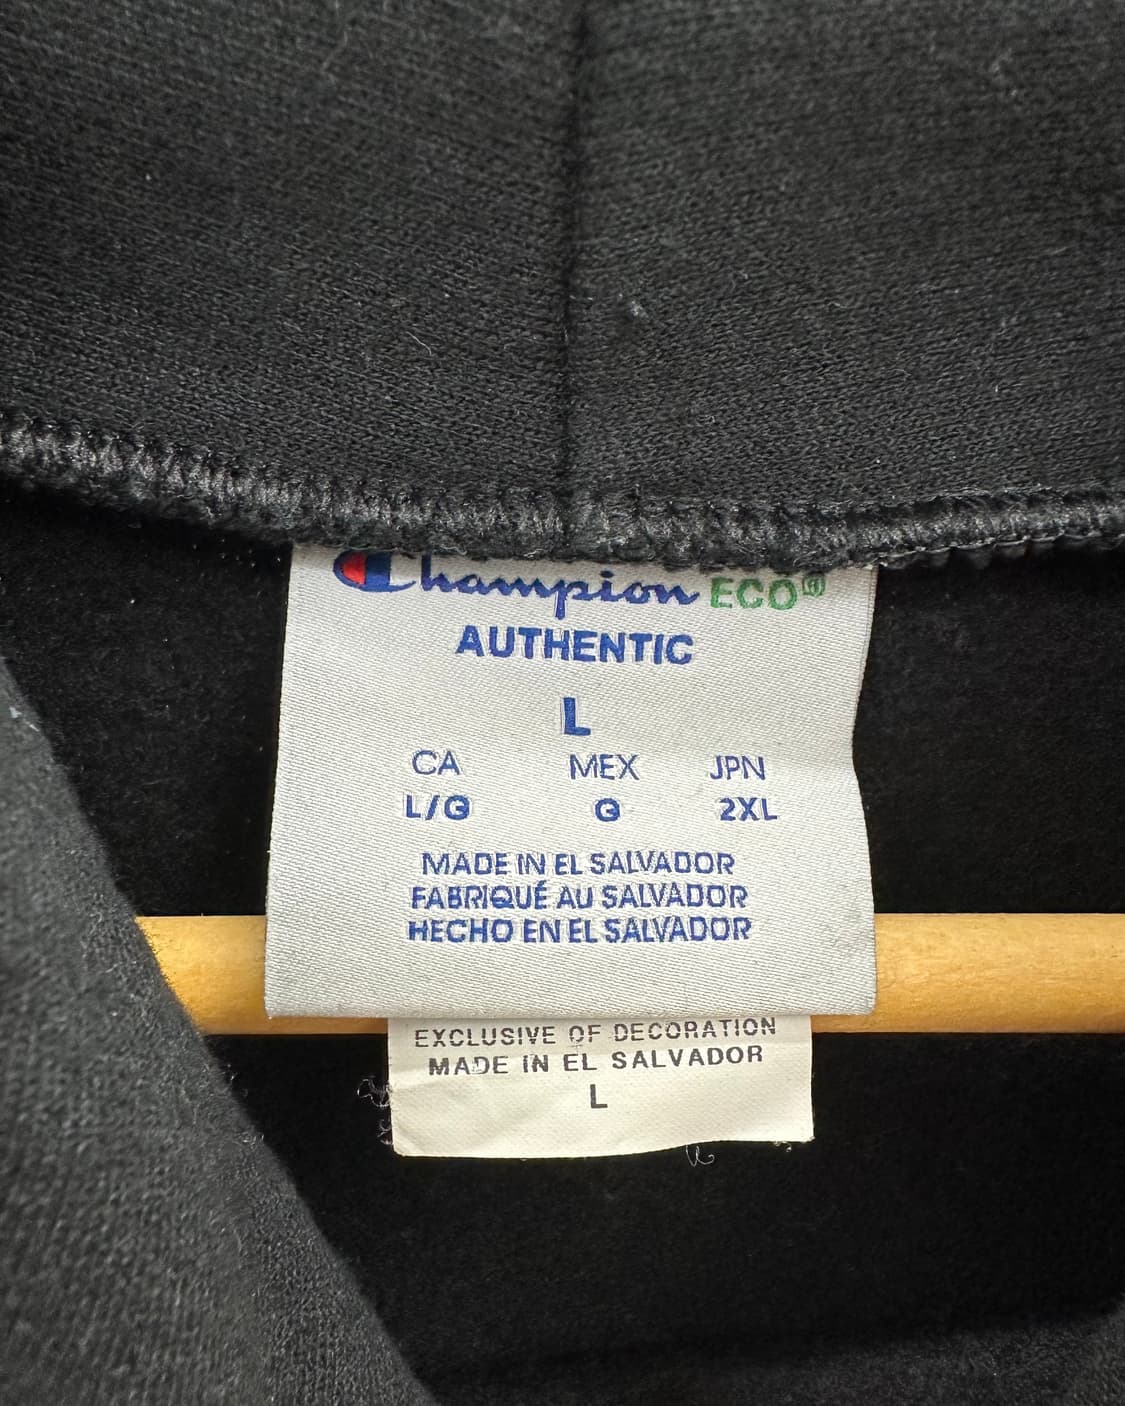 Champion ECO®
AUTHENTIC
L
CA MEX JPN
L/G G 2XL
MADE IN EL SALVADOR
FABRIQUÉ AU SALVADOR
HECHO EN EL SALVADOR
EXCLUSIVE OF DECORATION
MADE IN EL SALVADOR
L